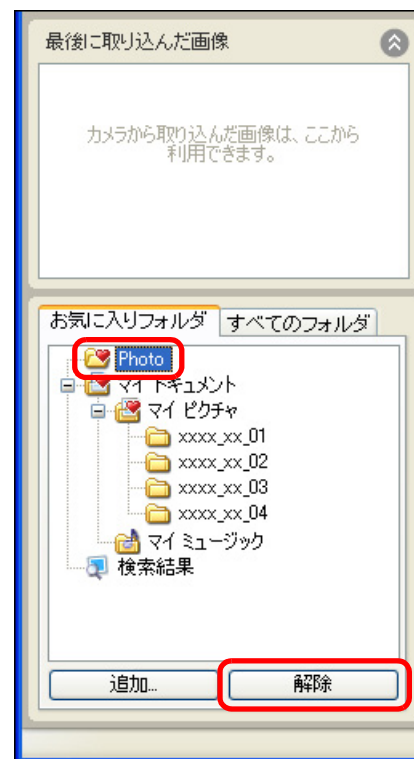 最後に取り込んだ画像
カメラから取り込んだ画像は、ここから
利用できます。
お気に入りフォルダ すべてのフォルダ
Photo
マイ ドキュメント
マイ ピクチャ
xxxx_xx_01
xxxx_xx_02
xxxx_xx_03
xxxx_xx_04
マイ ミュージック
検索結果
追加... 解除